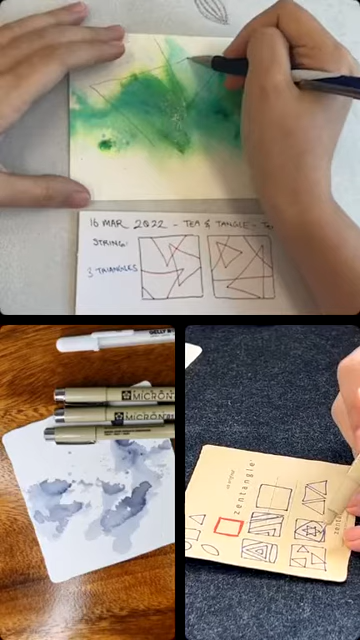 16 MAR 2022 - TEA & TANGLE -
STRING:
3 TRIANGLES
MICRON
MICRON
zentangle